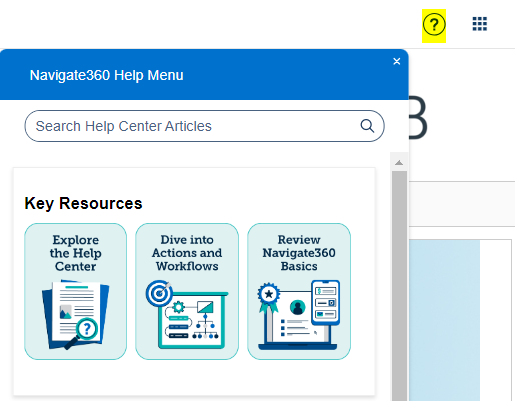 ?
Navigate360 Help Menu
×
Search Help Center Articles
Key Resources
Explore
the Help
Center
?
Dive into
Actions and
Workflows
Review
Navigate360
Basics